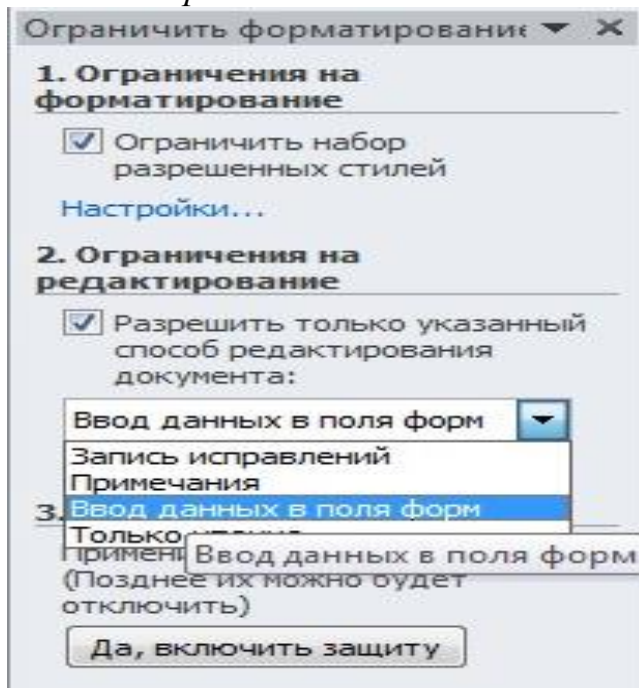 Ограничить форматировани
1. Ограничения на
форматирование
Ограничить набор
разрешенных стилей
Настройки...
2. Ограничения на
редактирование
Разрешить только указанный
способ редактирования
документа:
Ввод данных в поля форм
Запись исправлений
Примечания
Ввод данных в поля форм
3.
Только
Ввод данных в поля форм
(Позднее их можно будет
отключить)
Да, включить защиту